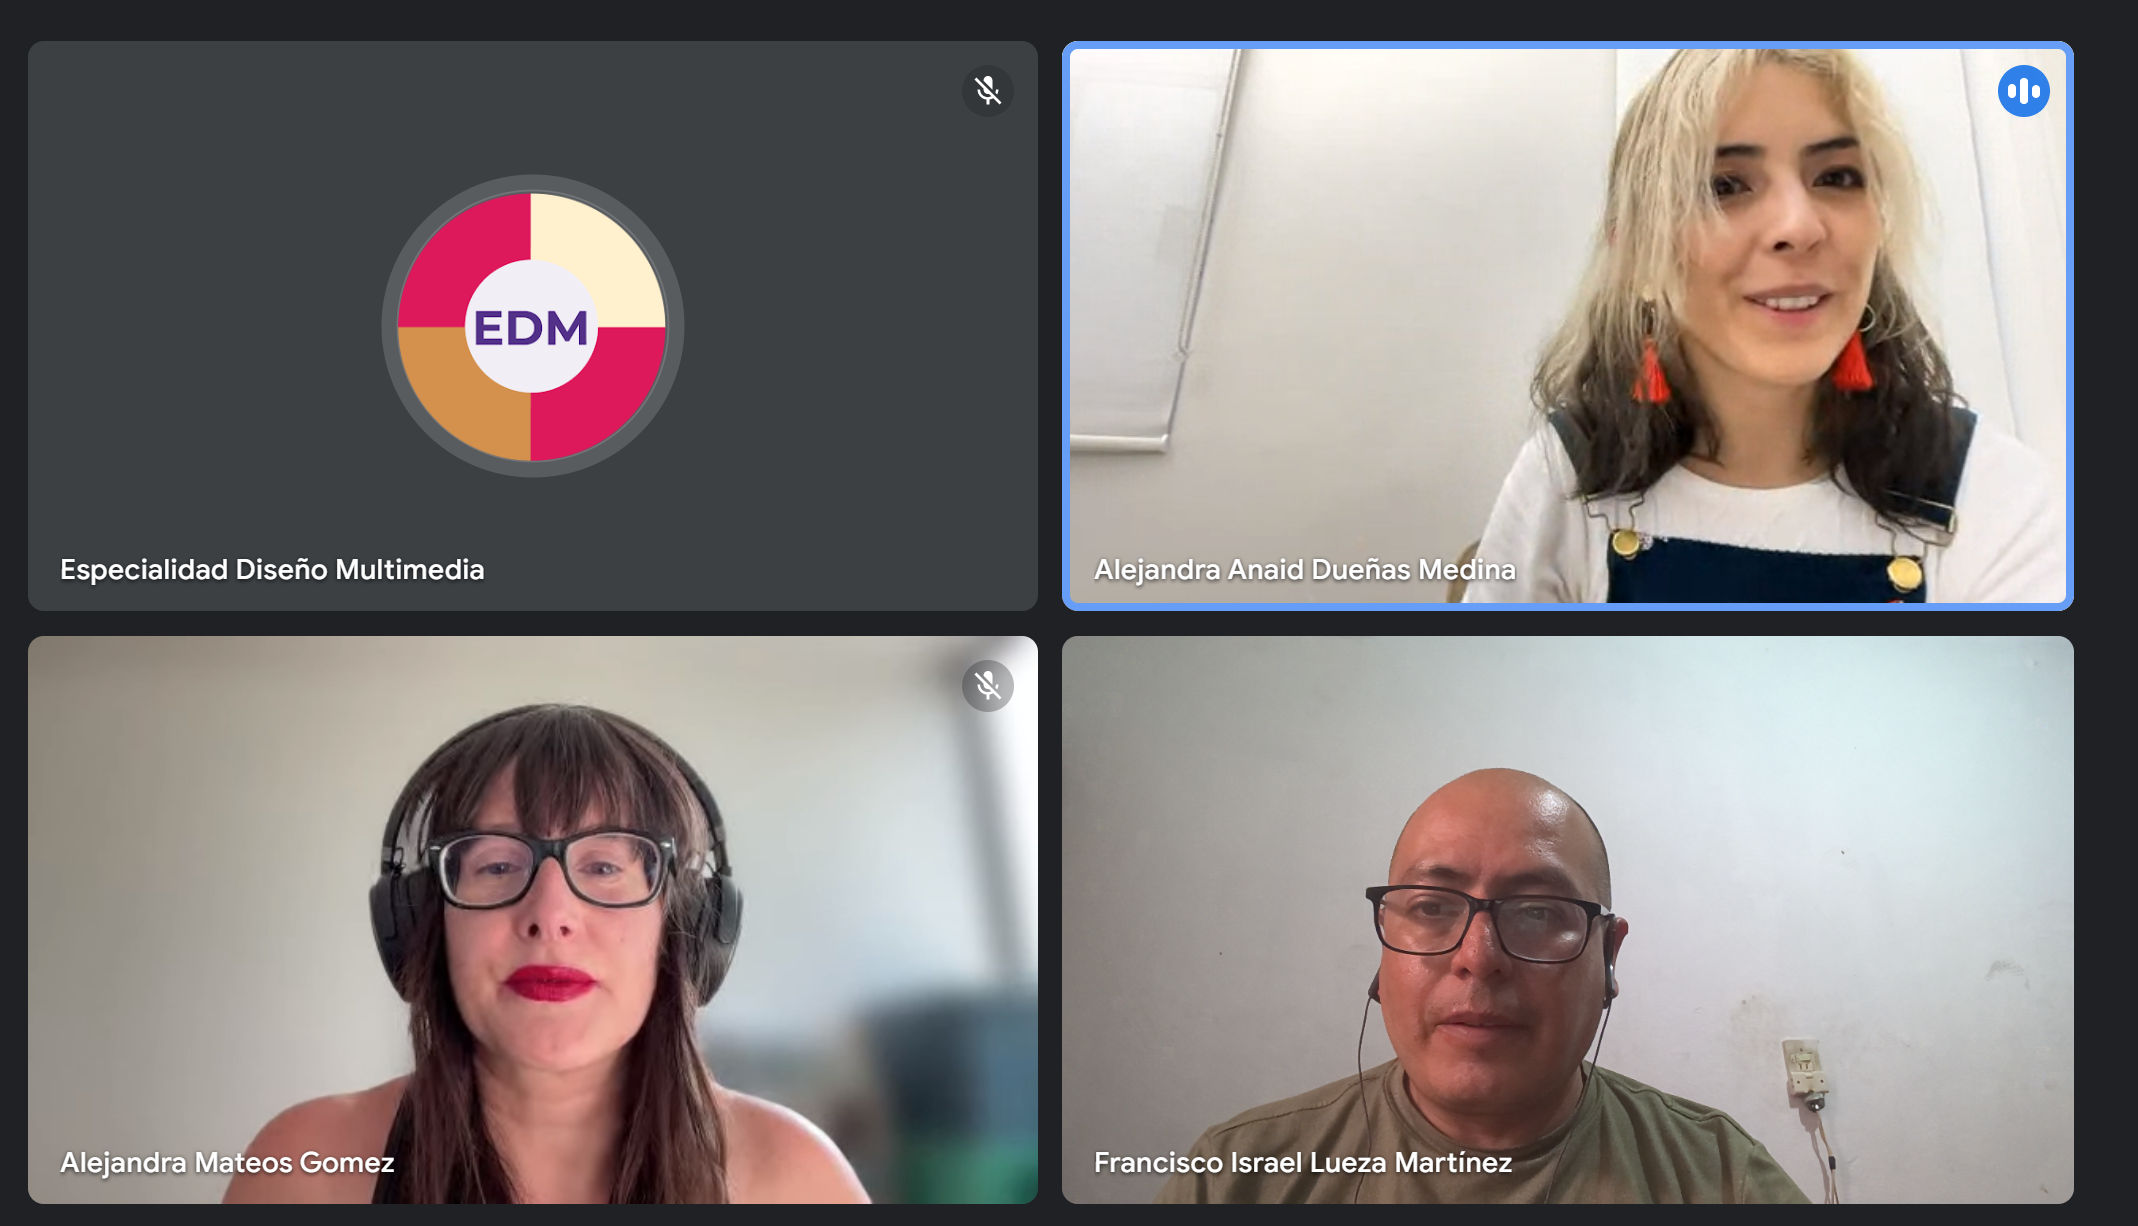 EDM
Especialidad Diseño Multimedia
Alejandra Anaid Dueñas Medina
Alejandra Mateos Gomez
Francisco Israel Lueza Martínez